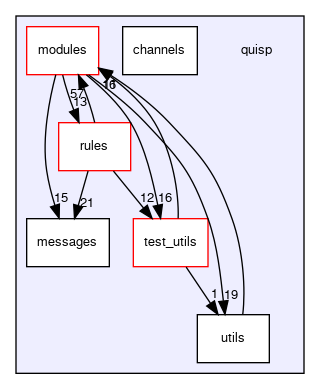 modules
channels
quisp
57
13
16
rules
15
21
12
16
messages
test_utils
1
19
utils